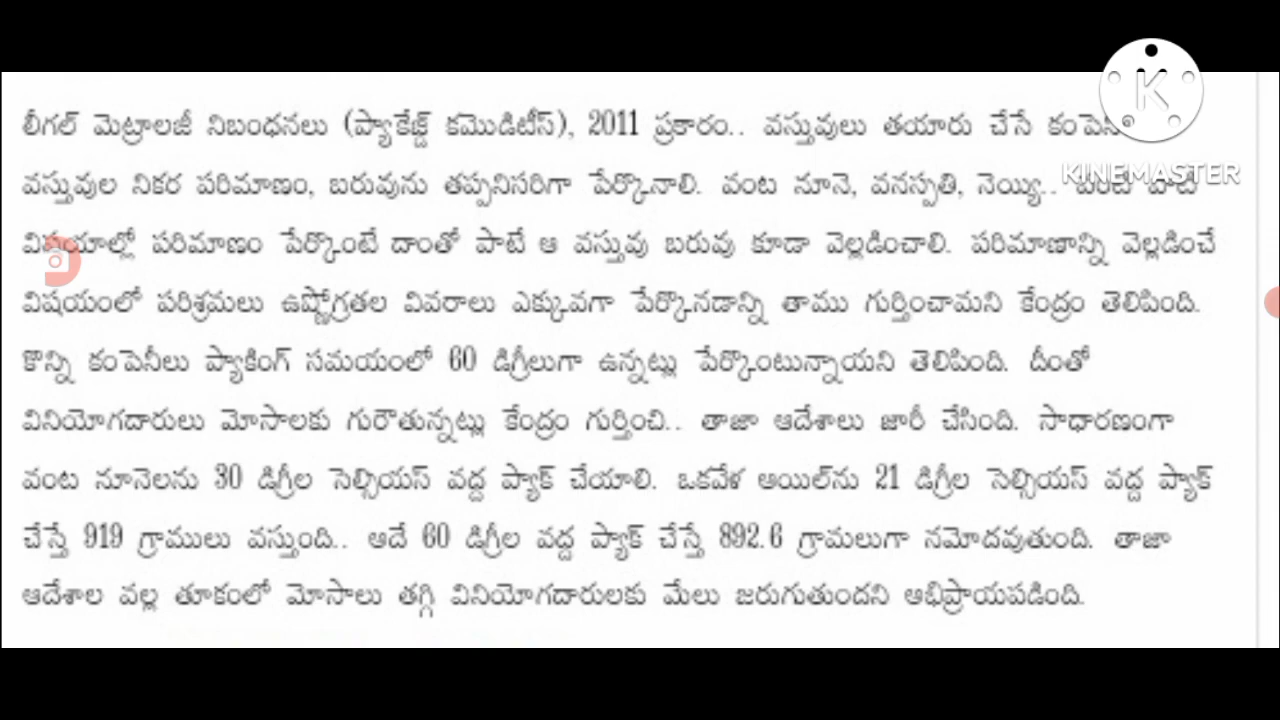 లీగల్ మెట్రాలజీ నిబంధనలు (ప్యాకేజ్డ్ కమొడిటీస్), 2011 ప్రకారం.. వస్తువులు తయారు చేసే
వస్తువుల నికర పరిమాణం, బరువును తప్పనిసరిగా పేర్కొనాలి. వంట నూనె, వనస్పతి, నెయ్యి..
విషయాల్లో పరిమాణం పేర్కొంటే దాంతో పాటే ఆ వస్తువు బరువు కూడా వెల్లడించాలి. పరిమాణాన్ని వెల్లడించే
విషయంలో పరిశ్రమలు ఉష్ణోగ్రతల వివరాలు ఎక్కువగా పేర్కొనడాన్ని తాము గుర్తించామని కేంద్రం తెలిపింది.
కొన్ని కంపెనీలు ప్యాకింగ్ సమయంలో 60 డిగ్రీలుగా ఉన్నట్లు పేర్కొంటున్నాయని తెలిపింది. దీంతో
వినియోగదారులు మోసాలకు గురౌతున్నట్లు కేంద్రం గుర్తించి.. తాజా ఆదేశాలు జారీ చేసింది. సాధారణంగా
వంట నూనెలను 30 డిగ్రీల సెల్సియస్ వద్ద ప్యాక్ చేయాలి. ఒకవేళ అయిల్‌ను 21 డిగ్రీల సెల్సియస్ వద్ద ప్యాక్
చేస్తే 919 గ్రాములు వస్తుంది.. ఆదే 60 డిగ్రీల వద్ద ప్యాక్ చేస్తే 892.6 గ్రామలుగా నమోదవుతుంది. తాజా
ఆదేశాల వల్ల తూకంలో మోసాలు తగ్గి వినియోగదారులకు మేలు జరుగుతుందని అభిప్రాయపడింది.
K
KINEMASTER